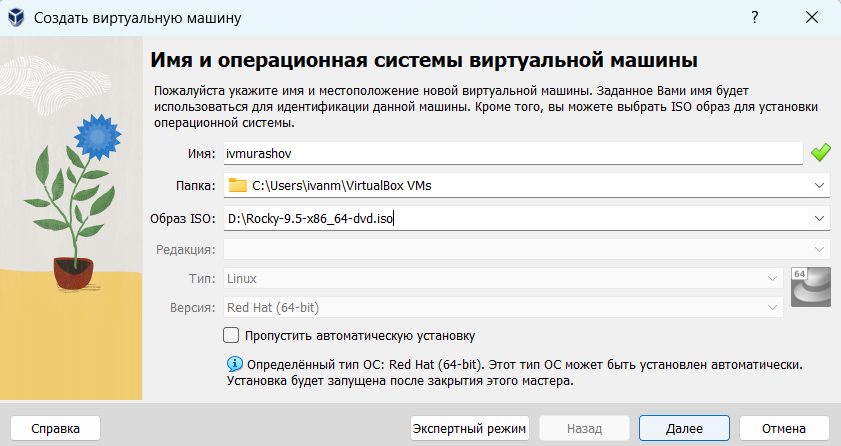 Создать виртуальную машину
Имя и операционная системы виртуальной машины
Пожалуйста укажите имя и местоположение новой виртуальной машины. Заданное Вами имя будет
использоваться для идентификации данной машины. Кроме того, вы можете выбрать ISO образ для установки
операционной системы.
Имя: ivmurashov
Папка: C:\Users\ivanm\VirtualBox VMs
Образ ISO: D:\Rocky-9.5-x86_64-dvd.iso
Редакция:
Тип: Linux
64
Версия: Red Hat (64-bit)
Пропустить автоматическую установку
Определённый тип ОС: Red Hat (64-bit). Этот тип ОС может быть установлен автоматически.
Установка будет запущена после закрытия этого мастера.
Справка Экспертный режим Назад Далее Отмена